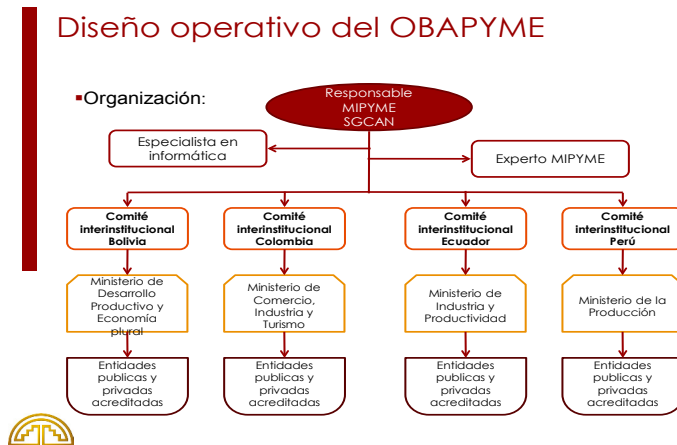 Diseño operativo del OBAPYME
▪Organización:
Responsable
MIPYME
SGCAN
Especialista en
informática
Experto MIPYME
Comité
interinstitucional
Bolivia
Comité
interinstitucional
Colombia
Comité
interinstitucional
Ecuador
Comité
interinstitucional
Perú
Ministerio de
Desarrollo
Productivo y
Economía
plural
Ministerio de
Comercio,
Industria y
Turismo
Ministerio de
Industria y
Productividad
Ministerio de la
Producción
Entidades
publicas y
privadas
acreditadas
Entidades
publicas y
privadas
acreditadas
Entidades
publicas y
privadas
acreditadas
Entidades
publicas y
privadas
acreditadas